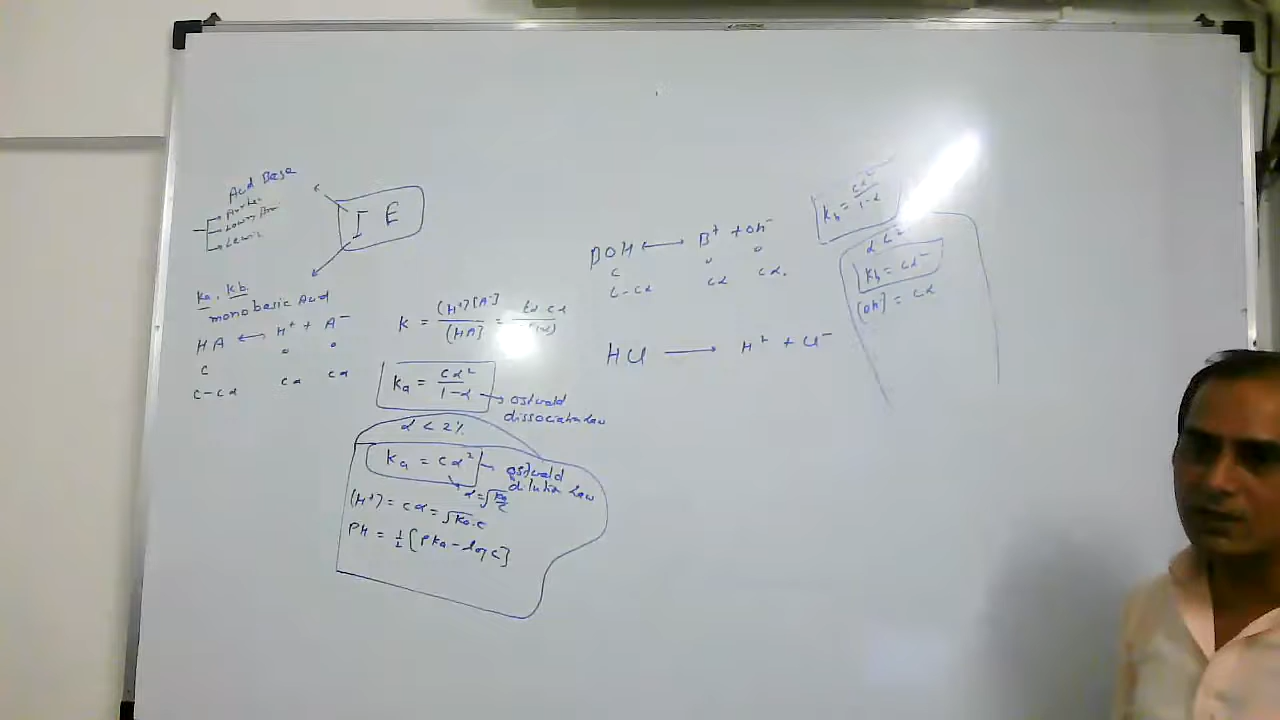 Acid Base
Lewis
I E
Ka, Kb.
monobasic Acid
HA ⟷ H⁺ + A⁻
C o o
C-Cα Cα Cα
K = (H⁺)[A⁻] / (HA] =
Ka = Cα² / 1-α → ostwald
dissociation Law
α < 2%
Ka = Cα² - ostwald
dilution Law
α = √Ka/C
(H⁺) = Cα = √Ka.C
PH = ½ [PKa - log C]
BOH ⟷ B⁺ + OH⁻
C o o
C-Cα Cα Cα.
HCl ⟶ H⁺ + Cl⁻
Kb = Cα² / 1-α
Kb = Cα²
[OH] = Cα